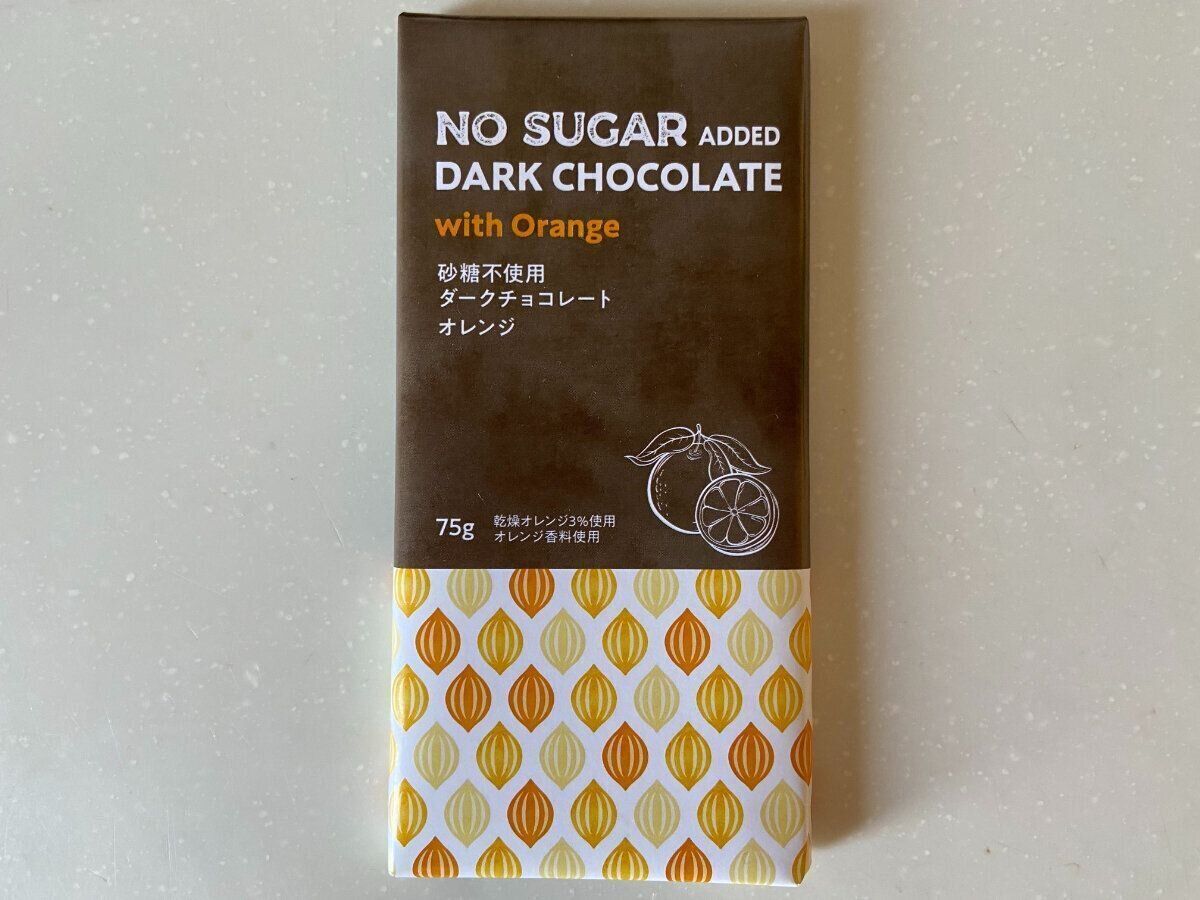 NO SUGAR ADDED
DARK CHOCOLATE
with Orange
砂糖不使用
ダークチョコレート
オレンジ
75g
乾燥オレンジ3%使用
オレンジ香料使用